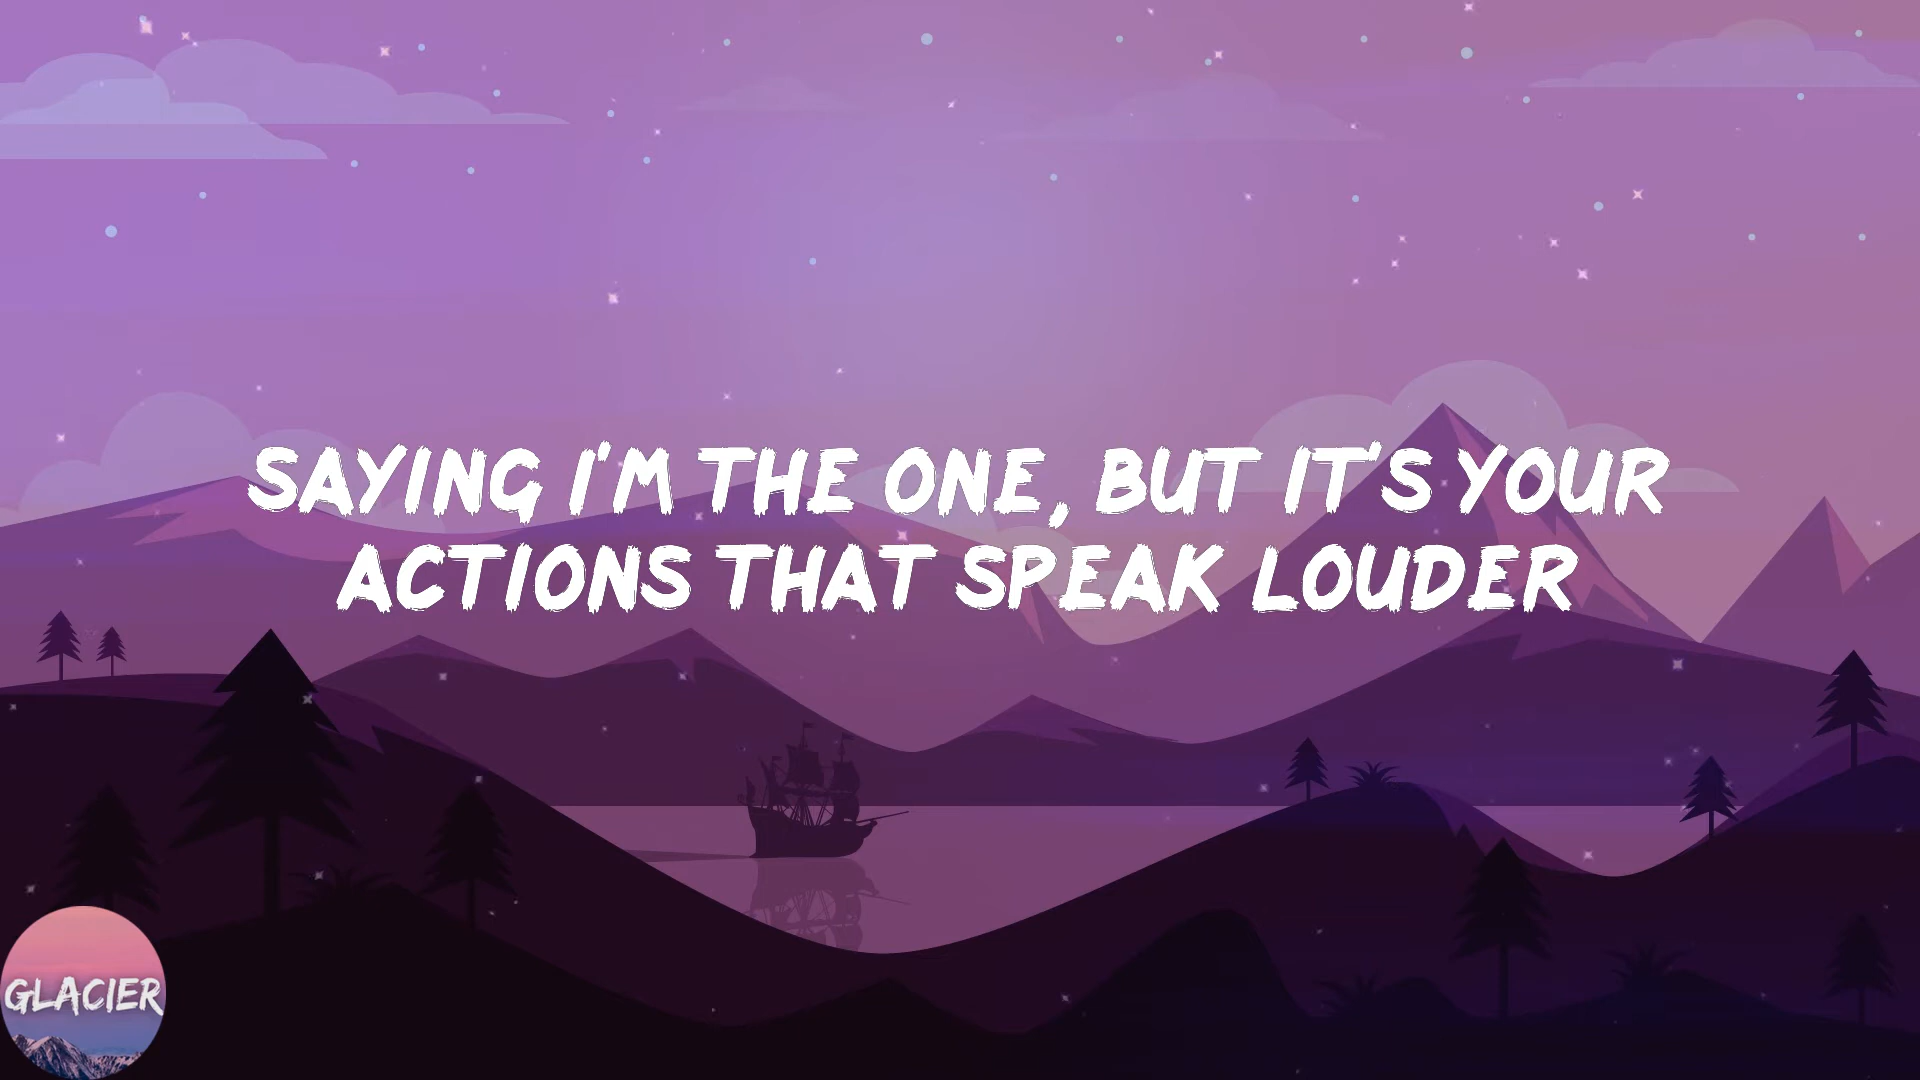 SAYING I'M THE ONE, BUT IT'S YOUR
ACTIONS THAT SPEAK LOUDER
GLACIER